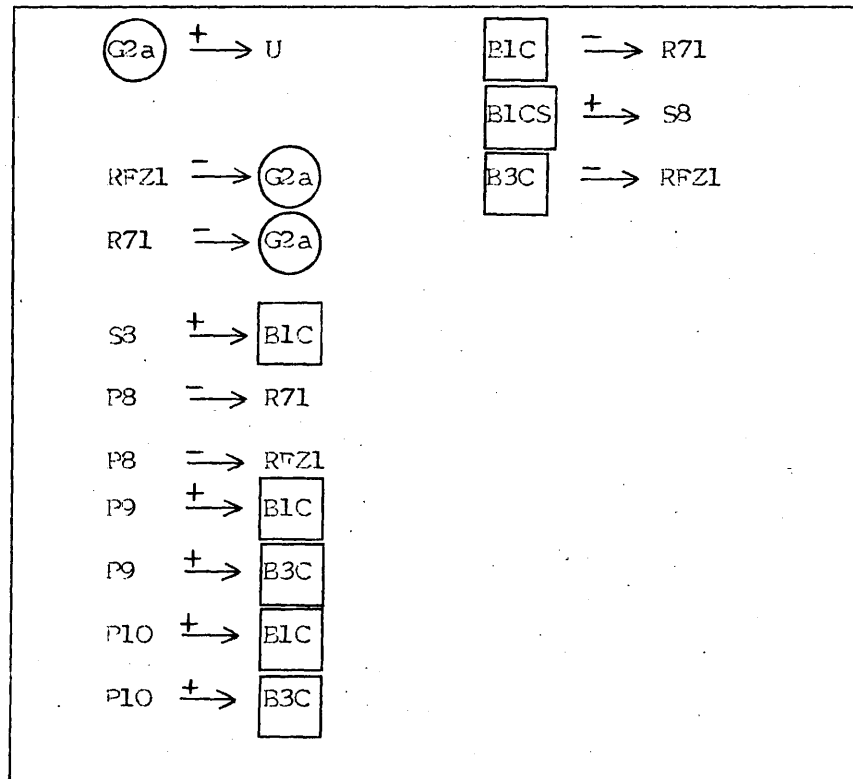 G2a + → U
B1C - → R71
B1CS + → S8
RFZ1 - → G2a
B3C - → RFZ1
R71 - → G2a
S8 + → B1C
P8 - → R71
P8 - → RFZ1
P9 + → B1C
P9 + → B3C
P10 + → B1C
P10 + → B3C